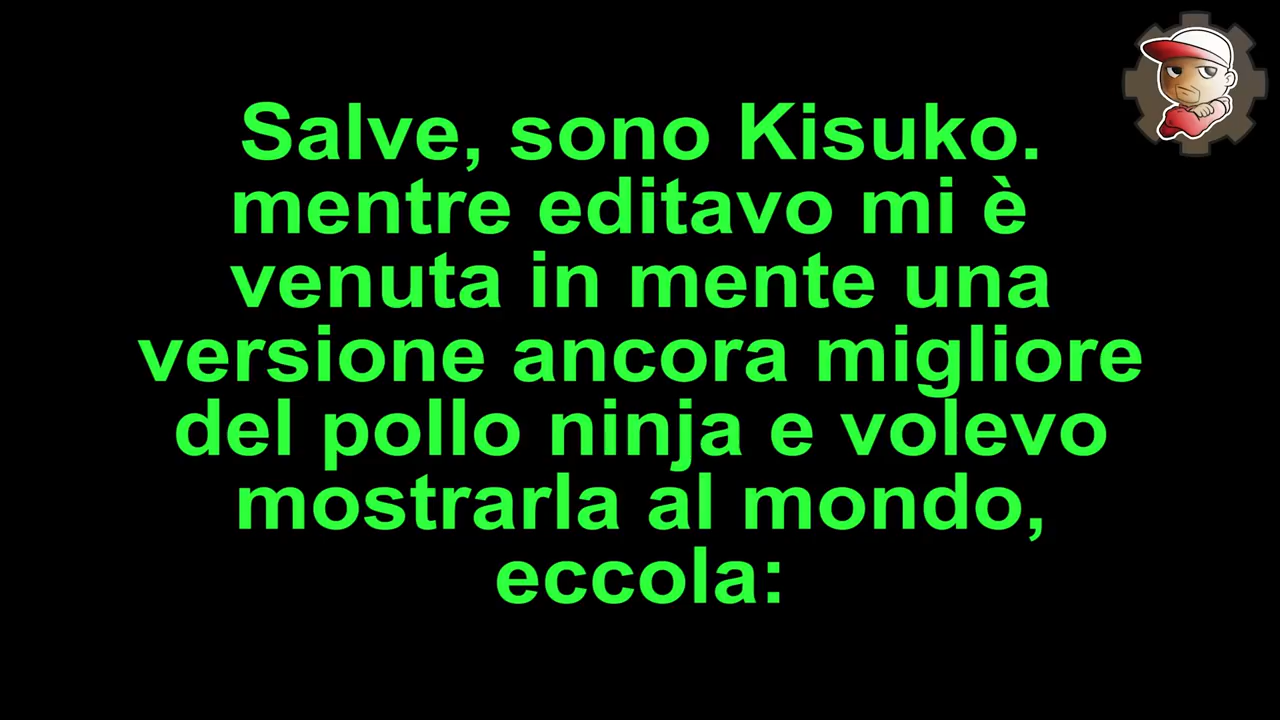 Salve, sono Kisuko.
mentre editavo mi è
venuta in mente una
versione ancora migliore
del pollo ninja e volevo
mostrarla al mondo,
eccola: